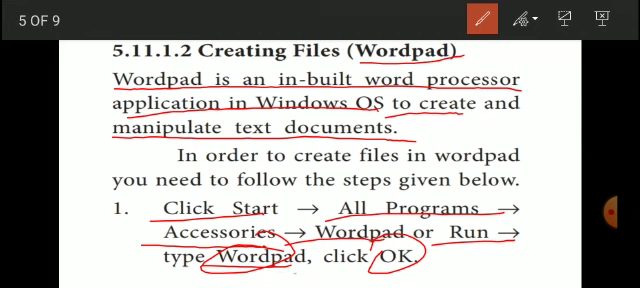 5 OF 9
5.11.1.2 Creating Files (Wordpad)
Wordpad is an in-built word processor
application in Windows OS to create and
manipulate text documents.
In order to create files in wordpad
you need to follow the steps given below.
1. Click Start → All Programs →
Accessories → Wordpad or Run →
type Wordpad, click OK.